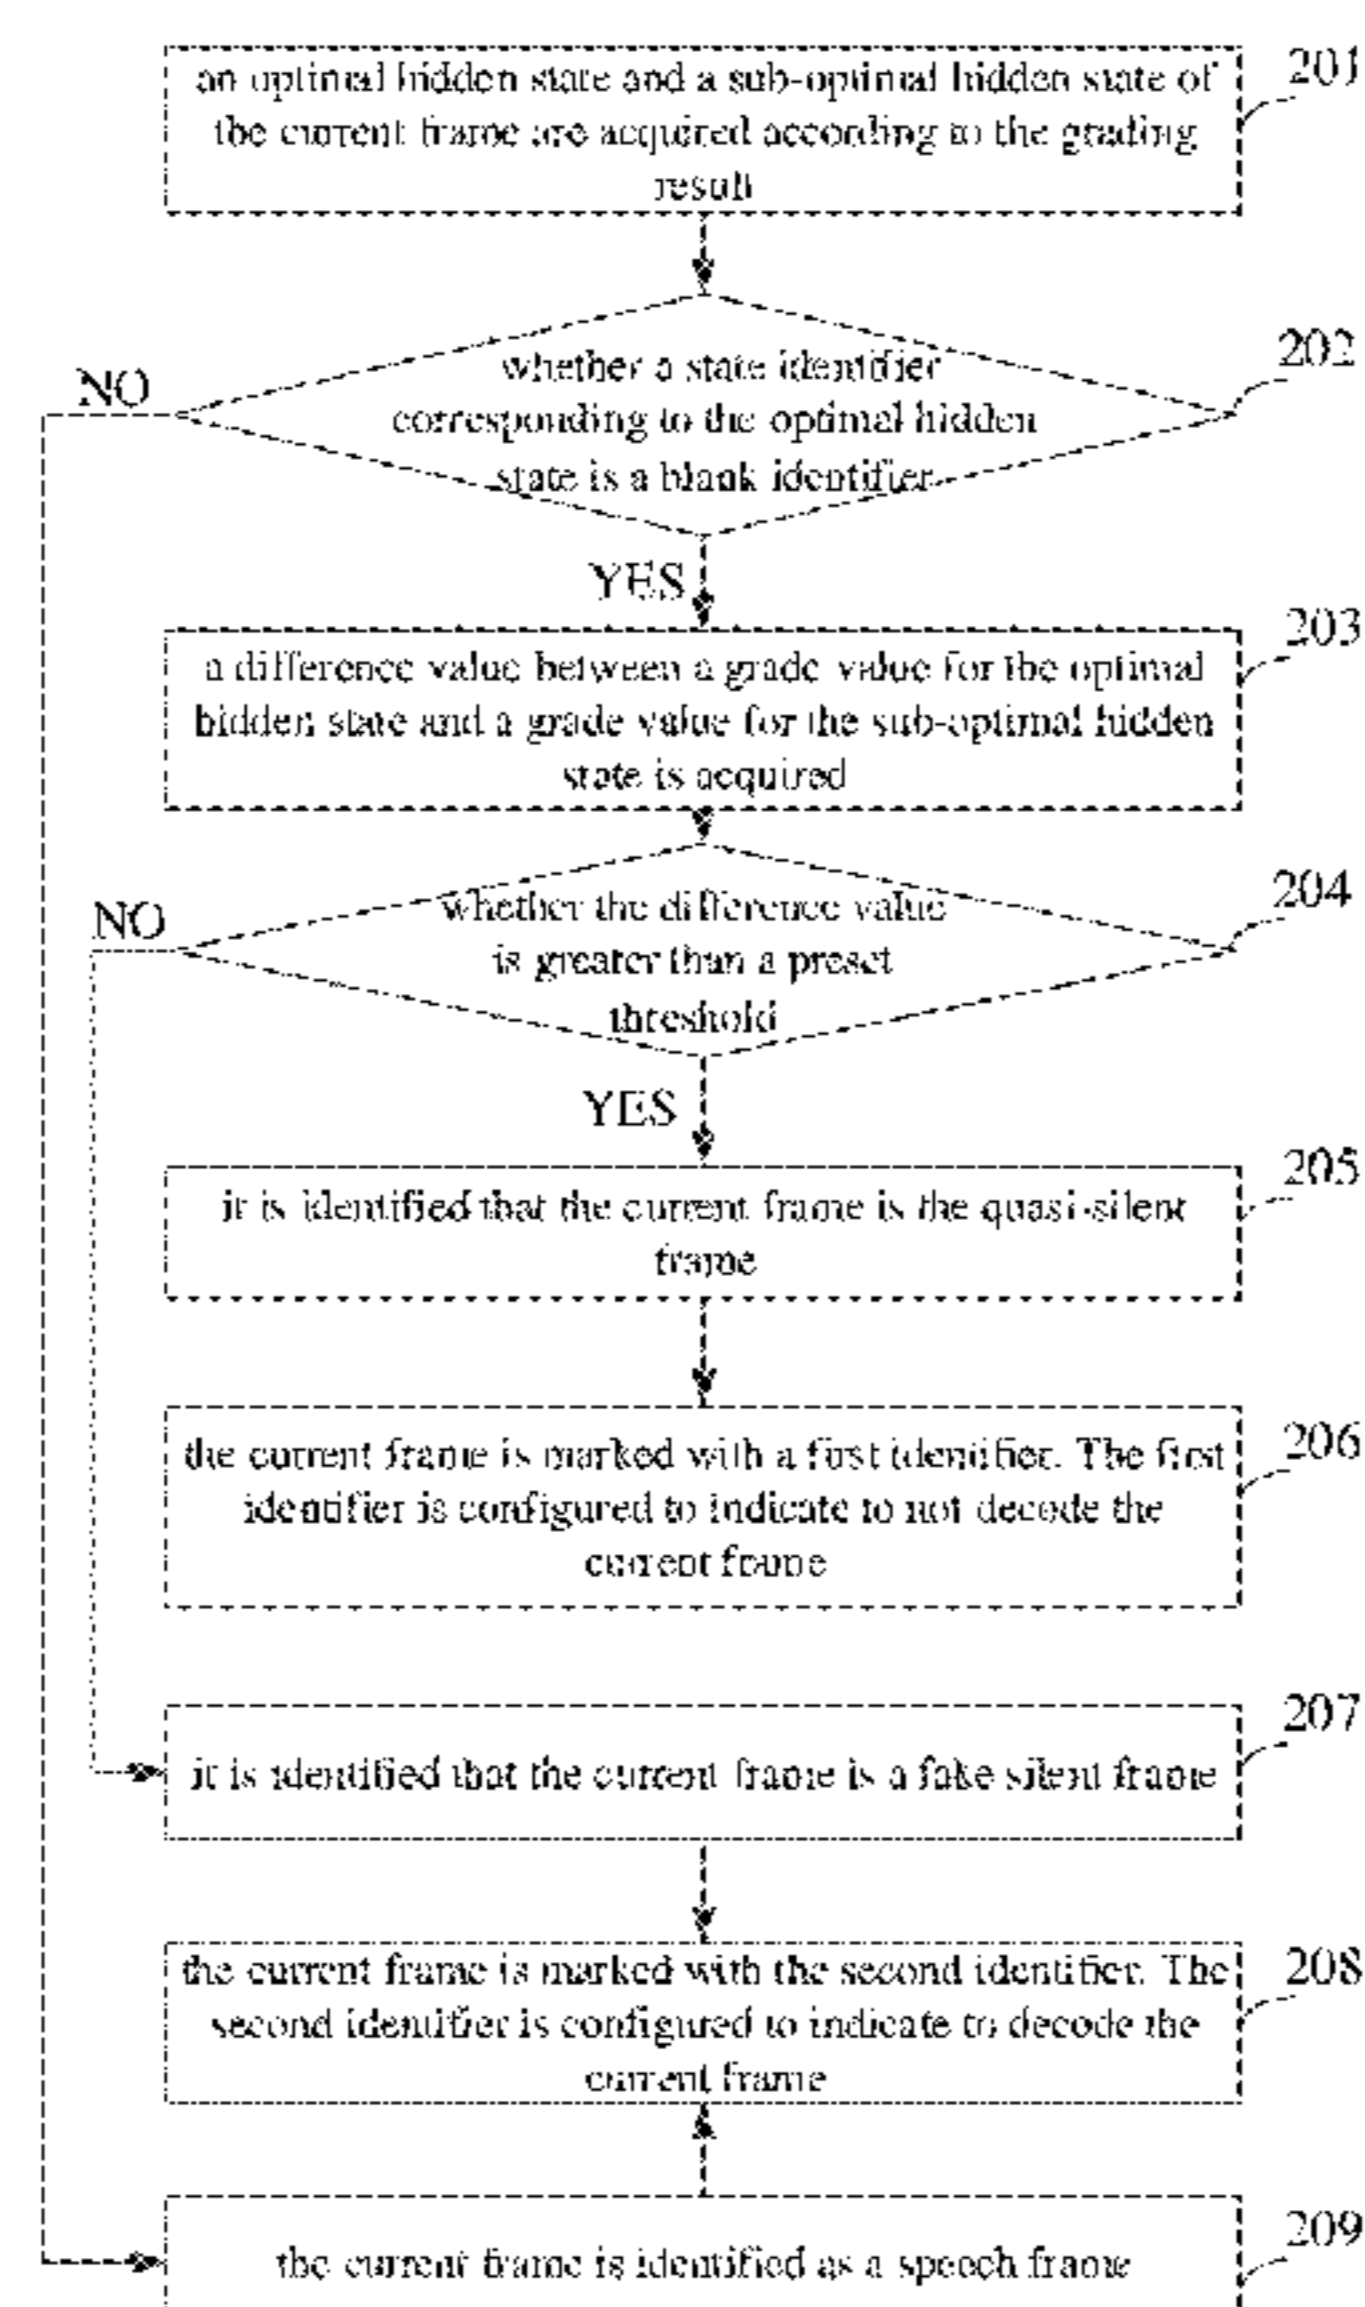 201
an optimal hidden state and a sub-optimal hidden state of
the current frame are acquired according to the grading
result
202
NO
whether a state identifier
corresponding to the optimal hidden
state is a blank identifier
YES
203
a difference value between a grade value for the optimal
hidden state and a grade value for the sub-optimal hidden
state is acquired
204
NO
whether the difference value
is greater than a preset
threshold
YES
205
it is identified that the current frame is the quasi-silent
frame
206
the current frame is marked with a first identifier. The first
identifier is configured to indicate to not decode the
current frame
207
it is identified that the current frame is a fake silent frame
208
the current frame is marked with the second identifier. The
second identifier is configured to indicate to decode the
current frame
209
the current frame is identified as a speech frame